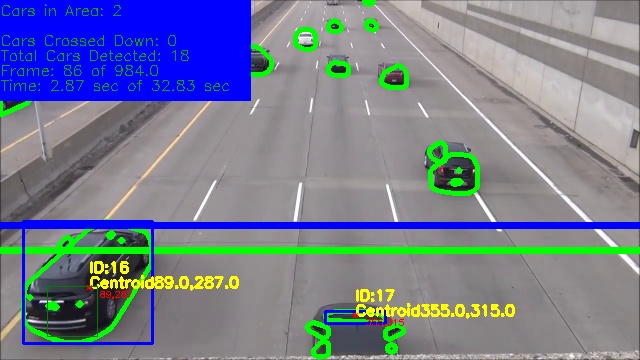 Cars in Area: 2
Cars Crossed Down: 0
Total Cars Detected: 18
Frame: 86 of 984.0
Time: 2.87 sec of 32.83 sec
ID:16
Centroid89.0,287.0
ID:17
Centroid355.0,315.0